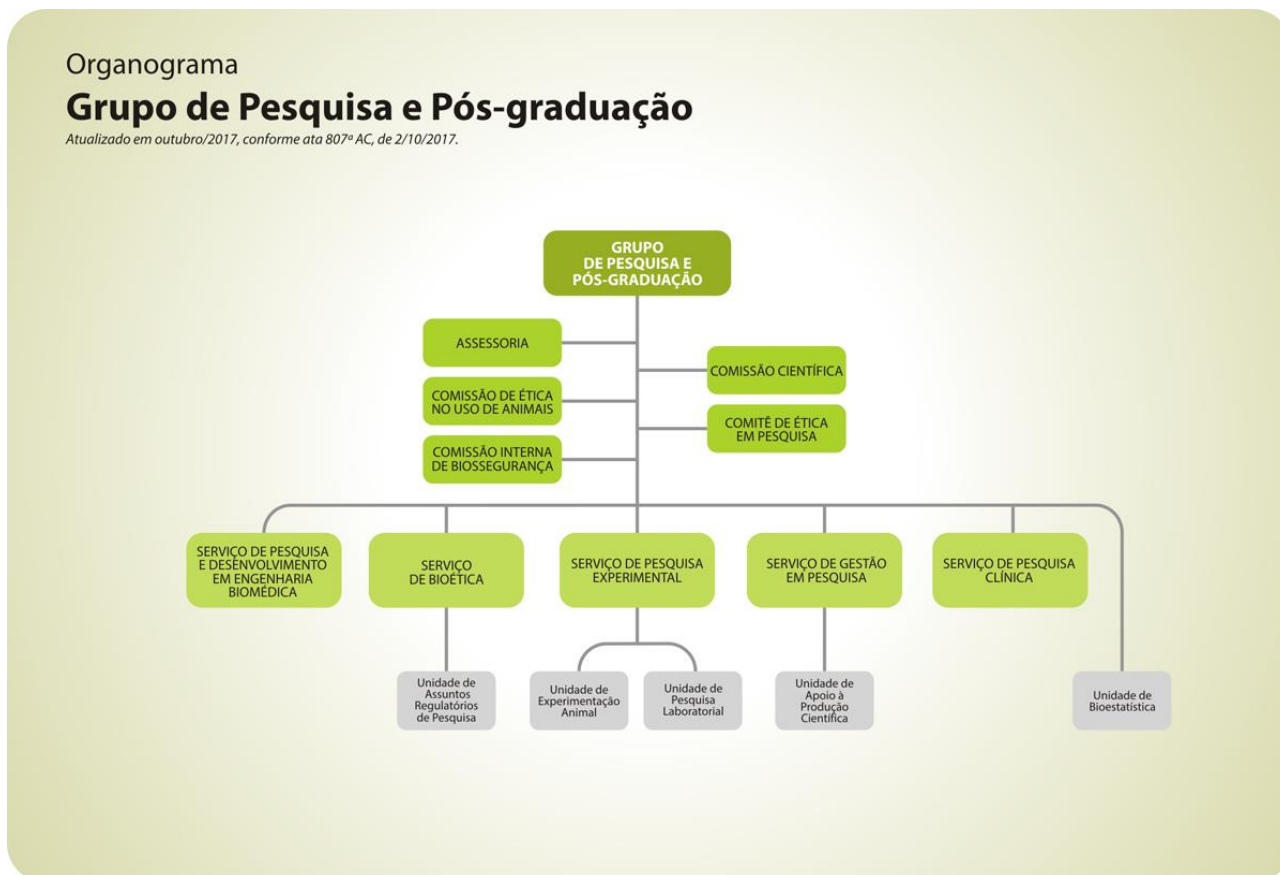 Organograma
Grupo de Pesquisa e Pós-graduação
Atualizado em outubro/2017, conforme ata 807ª AC, de 2/10/2017.
GRUPO
DE PESQUISA E
PÓS-GRADUAÇÃO
ASSESSORIA
COMISSÃO CIENTÍFICA
COMISSÃO DE ÉTICA
NO USO DE ANIMAIS
COMITÊ DE ÉTICA
EM PESQUISA
COMISSÃO INTERNA
DE BIOSSEGURANÇA
SERVIÇO DE PESQUISA
E DESENVOLVIMENTO
EM ENGENHARIA
BIOMÉDICA
SERVIÇO
DE BIOÉTICA
SERVIÇO DE PESQUISA
EXPERIMENTAL
SERVIÇO DE GESTÃO
EM PESQUISA
SERVIÇO DE PESQUISA
CLÍNICA
Unidade de
Assuntos
Regulatórios
de Pesquisa
Unidade de
Experimentação
Animal
Unidade de
Pesquisa
Laboratorial
Unidade de
Apoio à
Produção
Científica
Unidade de
Bioestatística